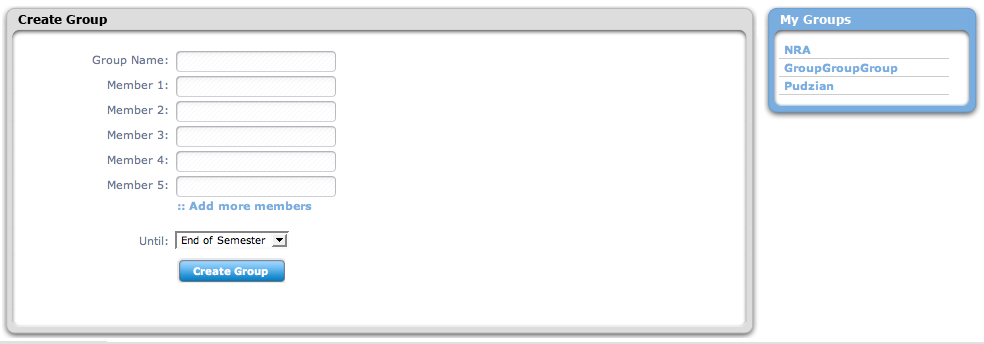 Create Group
Group Name:
Member 1:
Member 2:
Member 3:
Member 4:
Member 5:
:: Add more members
Until: End of Semester
Create Group
My Groups
NRA
GroupGroupGroup
Pudzian